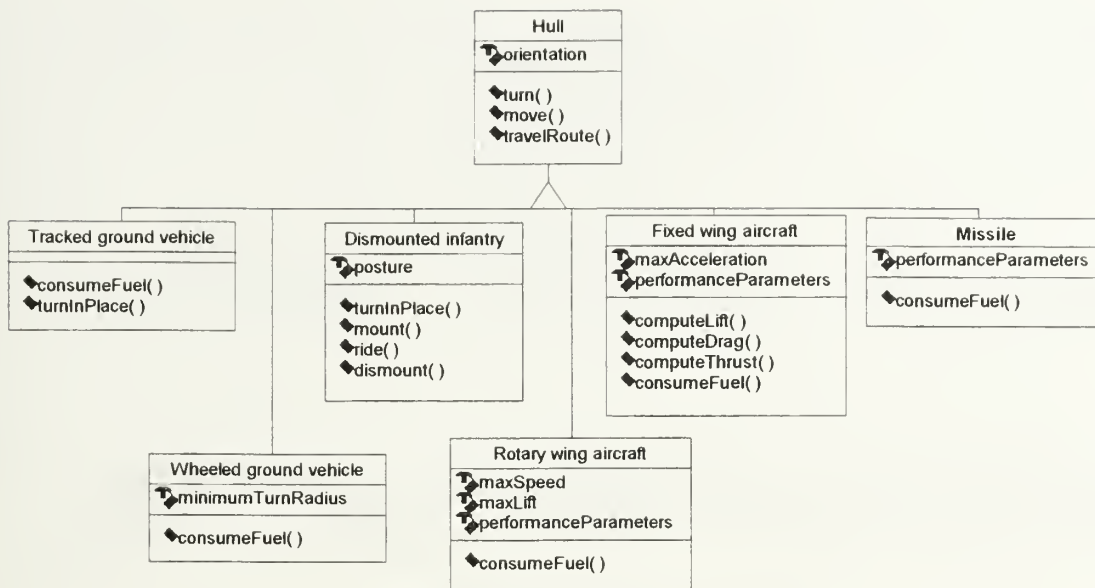 Hull
orientation
turn( )
move( )
travelRoute( )
Tracked ground vehicle
consumeFuel( )
turnInPlace( )
Dismounted infantry
posture
turnInPlace( )
mount( )
ride( )
dismount( )
Fixed wing aircraft
maxAcceleration
performanceParameters
computeLift( )
computeDrag( )
computeThrust( )
consumeFuel( )
Missile
performanceParameters
consumeFuel( )
Wheeled ground vehicle
minimumTurnRadius
consumeFuel( )
Rotary wing aircraft
maxSpeed
maxLift
performanceParameters
consumeFuel( )